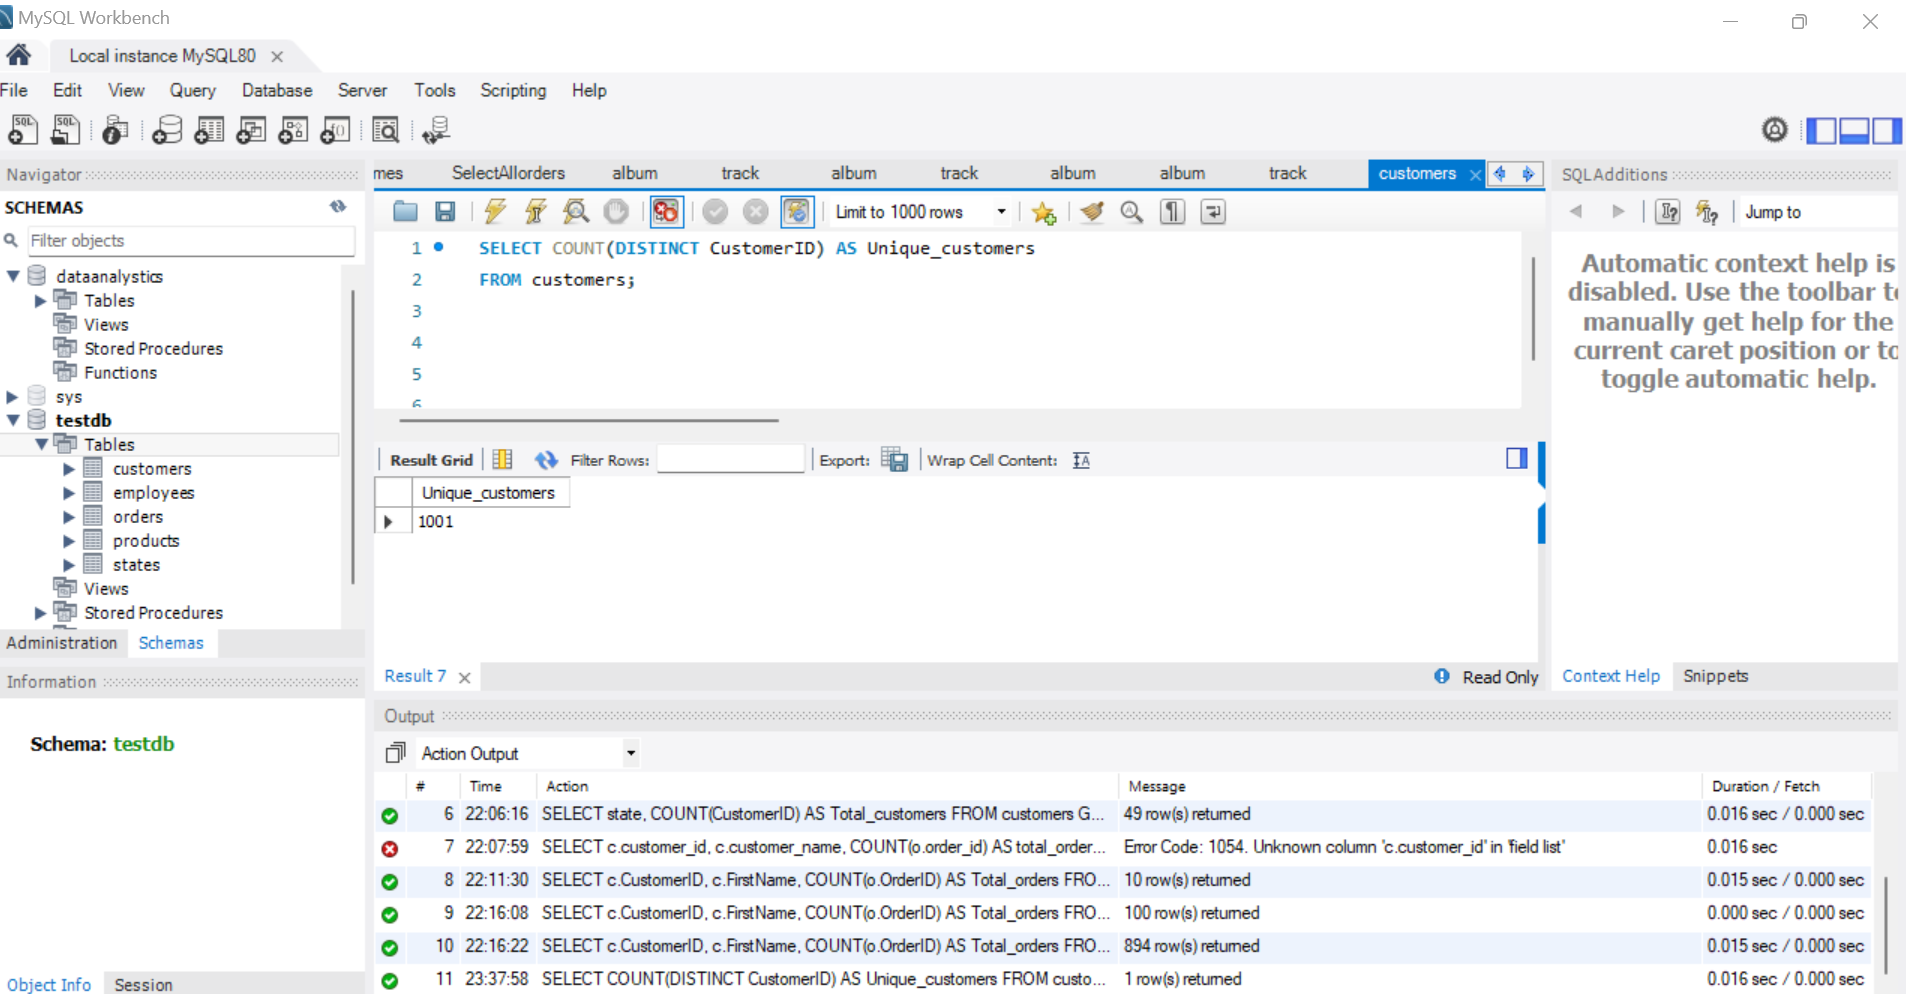 MySQL Workbench
Local instance MySQL80
File Edit View Query Database Server Tools Scripting Help
Navigator
SCHEMAS
Filter objects
dataanalystics
Tables
Views
Stored Procedures
Functions
sys
testdb
Tables
customers
employees
orders
products
states
Views
Stored Procedures
Administration Schemas
Information
Schema: testdb
Object Info Session
mes SelectAllorders album track album track album album track customers
Limit to 1000 rows
1 SELECT COUNT(DISTINCT CustomerID) AS Unique_customers
2 FROM customers;
3
4
5
6
Result Grid Filter Rows: Export: Wrap Cell Content:
Unique_customers
1001
Result 7 Read Only
SQLAdditions
Jump to
Automatic context help is
disabled. Use the toolbar to
manually get help for the
current caret position or to
toggle automatic help.
Context Help Snippets
Output
Action Output
# Time Action Message Duration / Fetch
6 22:06:16 SELECT state, COUNT(CustomerID) AS Total_customers FROM customers G... 49 row(s) returned 0.016 sec / 0.000 sec
7 22:07:59 SELECT c.customer_id, c.customer_name, COUNT(o.order_id) AS total_order... Error Code: 1054. Unknown column 'c.customer_id' in 'field list' 0.016 sec
8 22:11:30 SELECT c.CustomerID, c.FirstName, COUNT(o.OrderID) AS Total_orders FRO... 10 row(s) returned 0.015 sec / 0.000 sec
9 22:16:08 SELECT c.CustomerID, c.FirstName, COUNT(o.OrderID) AS Total_orders FRO... 100 row(s) returned 0.000 sec / 0.000 sec
10 22:16:22 SELECT c.CustomerID, c.FirstName, COUNT(o.OrderID) AS Total_orders FRO... 894 row(s) returned 0.015 sec / 0.000 sec
11 23:37:58 SELECT COUNT(DISTINCT CustomerID) AS Unique_customers FROM custo... 1 row(s) returned 0.016 sec / 0.000 sec